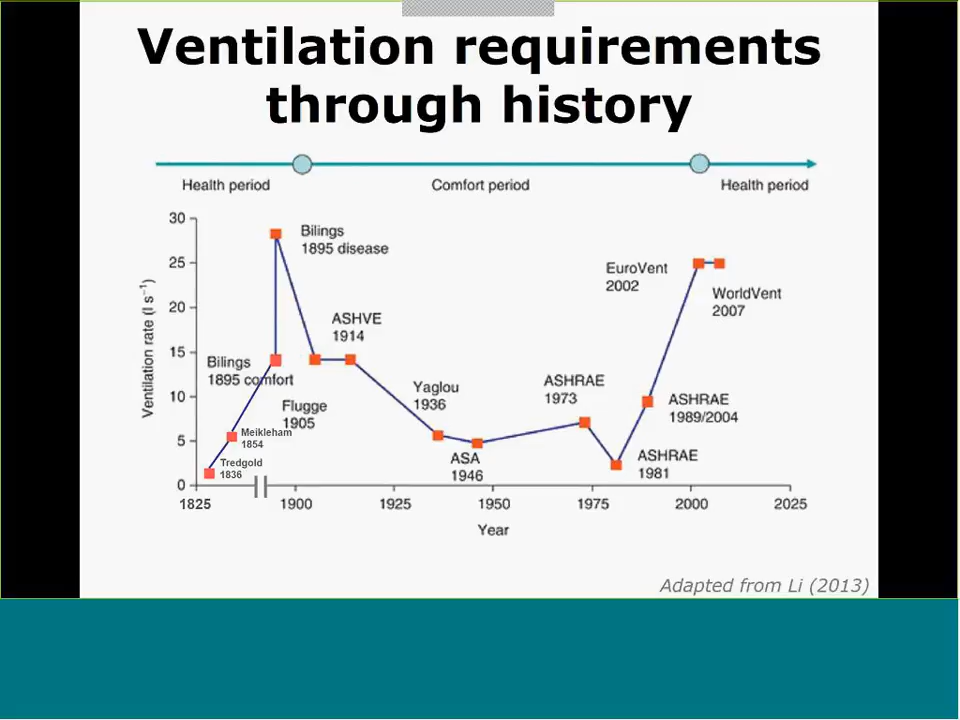 Ventilation requirements
through history
Health period
Comfort period
Health period
30
25
20
15
10
5
0
Ventilation rate (l s⁻¹)
Bilings
1895 disease
EuroVent
2002
WorldVent
2007
ASHVE
1914
Bilings
1895 comfort
Flugge
1905
Yaglou
1936
ASHRAE
1973
ASHRAE
1989/2004
Meikleham
1854
Tredgold
1836
ASA
1946
ASHRAE
1981
1825
1900
1925
1950
1975
2000
2025
Year
Adapted from Li (2013)